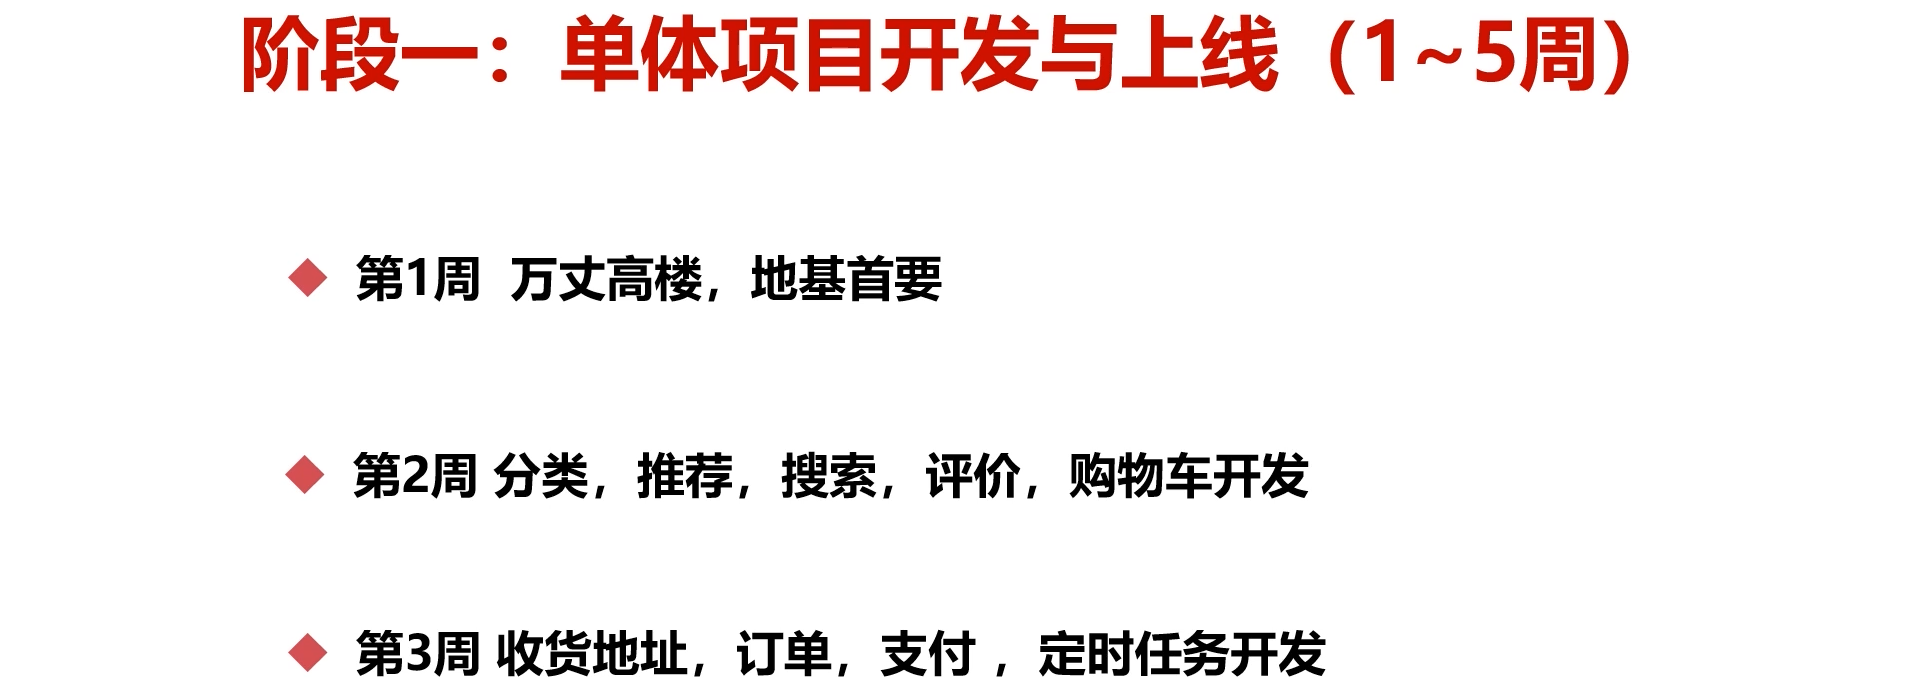 阶段一：单体项目开发与上线（1~5周）
第1周 万丈高楼，地基首要
第2周 分类，推荐，搜索，评价，购物车开发
第3周 收货地址，订单，支付 ，定时任务开发